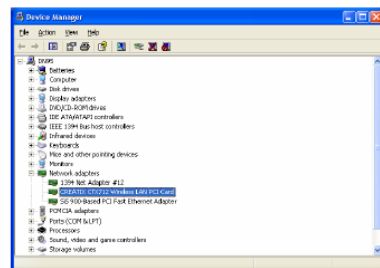 Device Manager
File Action View Help
DN95
Batteries
Computer
Disk drives
Display adapters
DVD/CD-ROM drives
IDE ATA/ATAPI controllers
IEEE 1394 Bus host controllers
Infrared devices
Keyboards
Mice and other pointing devices
Monitors
Network adapters
1394 Net Adapter #12
CREATIX CTX712 Wireless LAN PCI Card
SiS 900-Based PCI Fast Ethernet Adapter
PCMCIA adapters
Ports (COM & LPT)
Processors
Sound, video and game controllers
Storage volumes